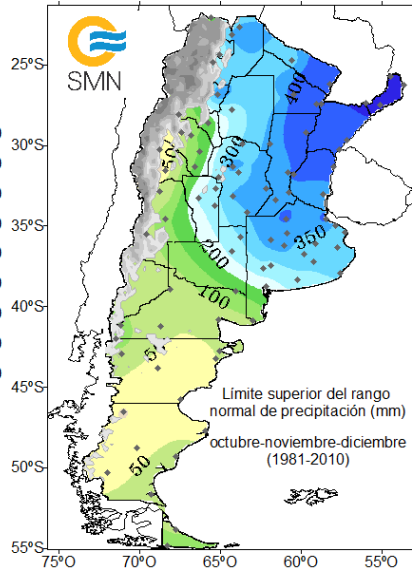 SMN
25°S
30°S
35°S
40°S
45°S
50°S
55°S
400
300
50
350
200
100
5
50
Límite superior del rango
normal de precipitación (mm)
octubre-noviembre-diciembre
(1981-2010)
75°O 70°O 65°O 60°O 55°O